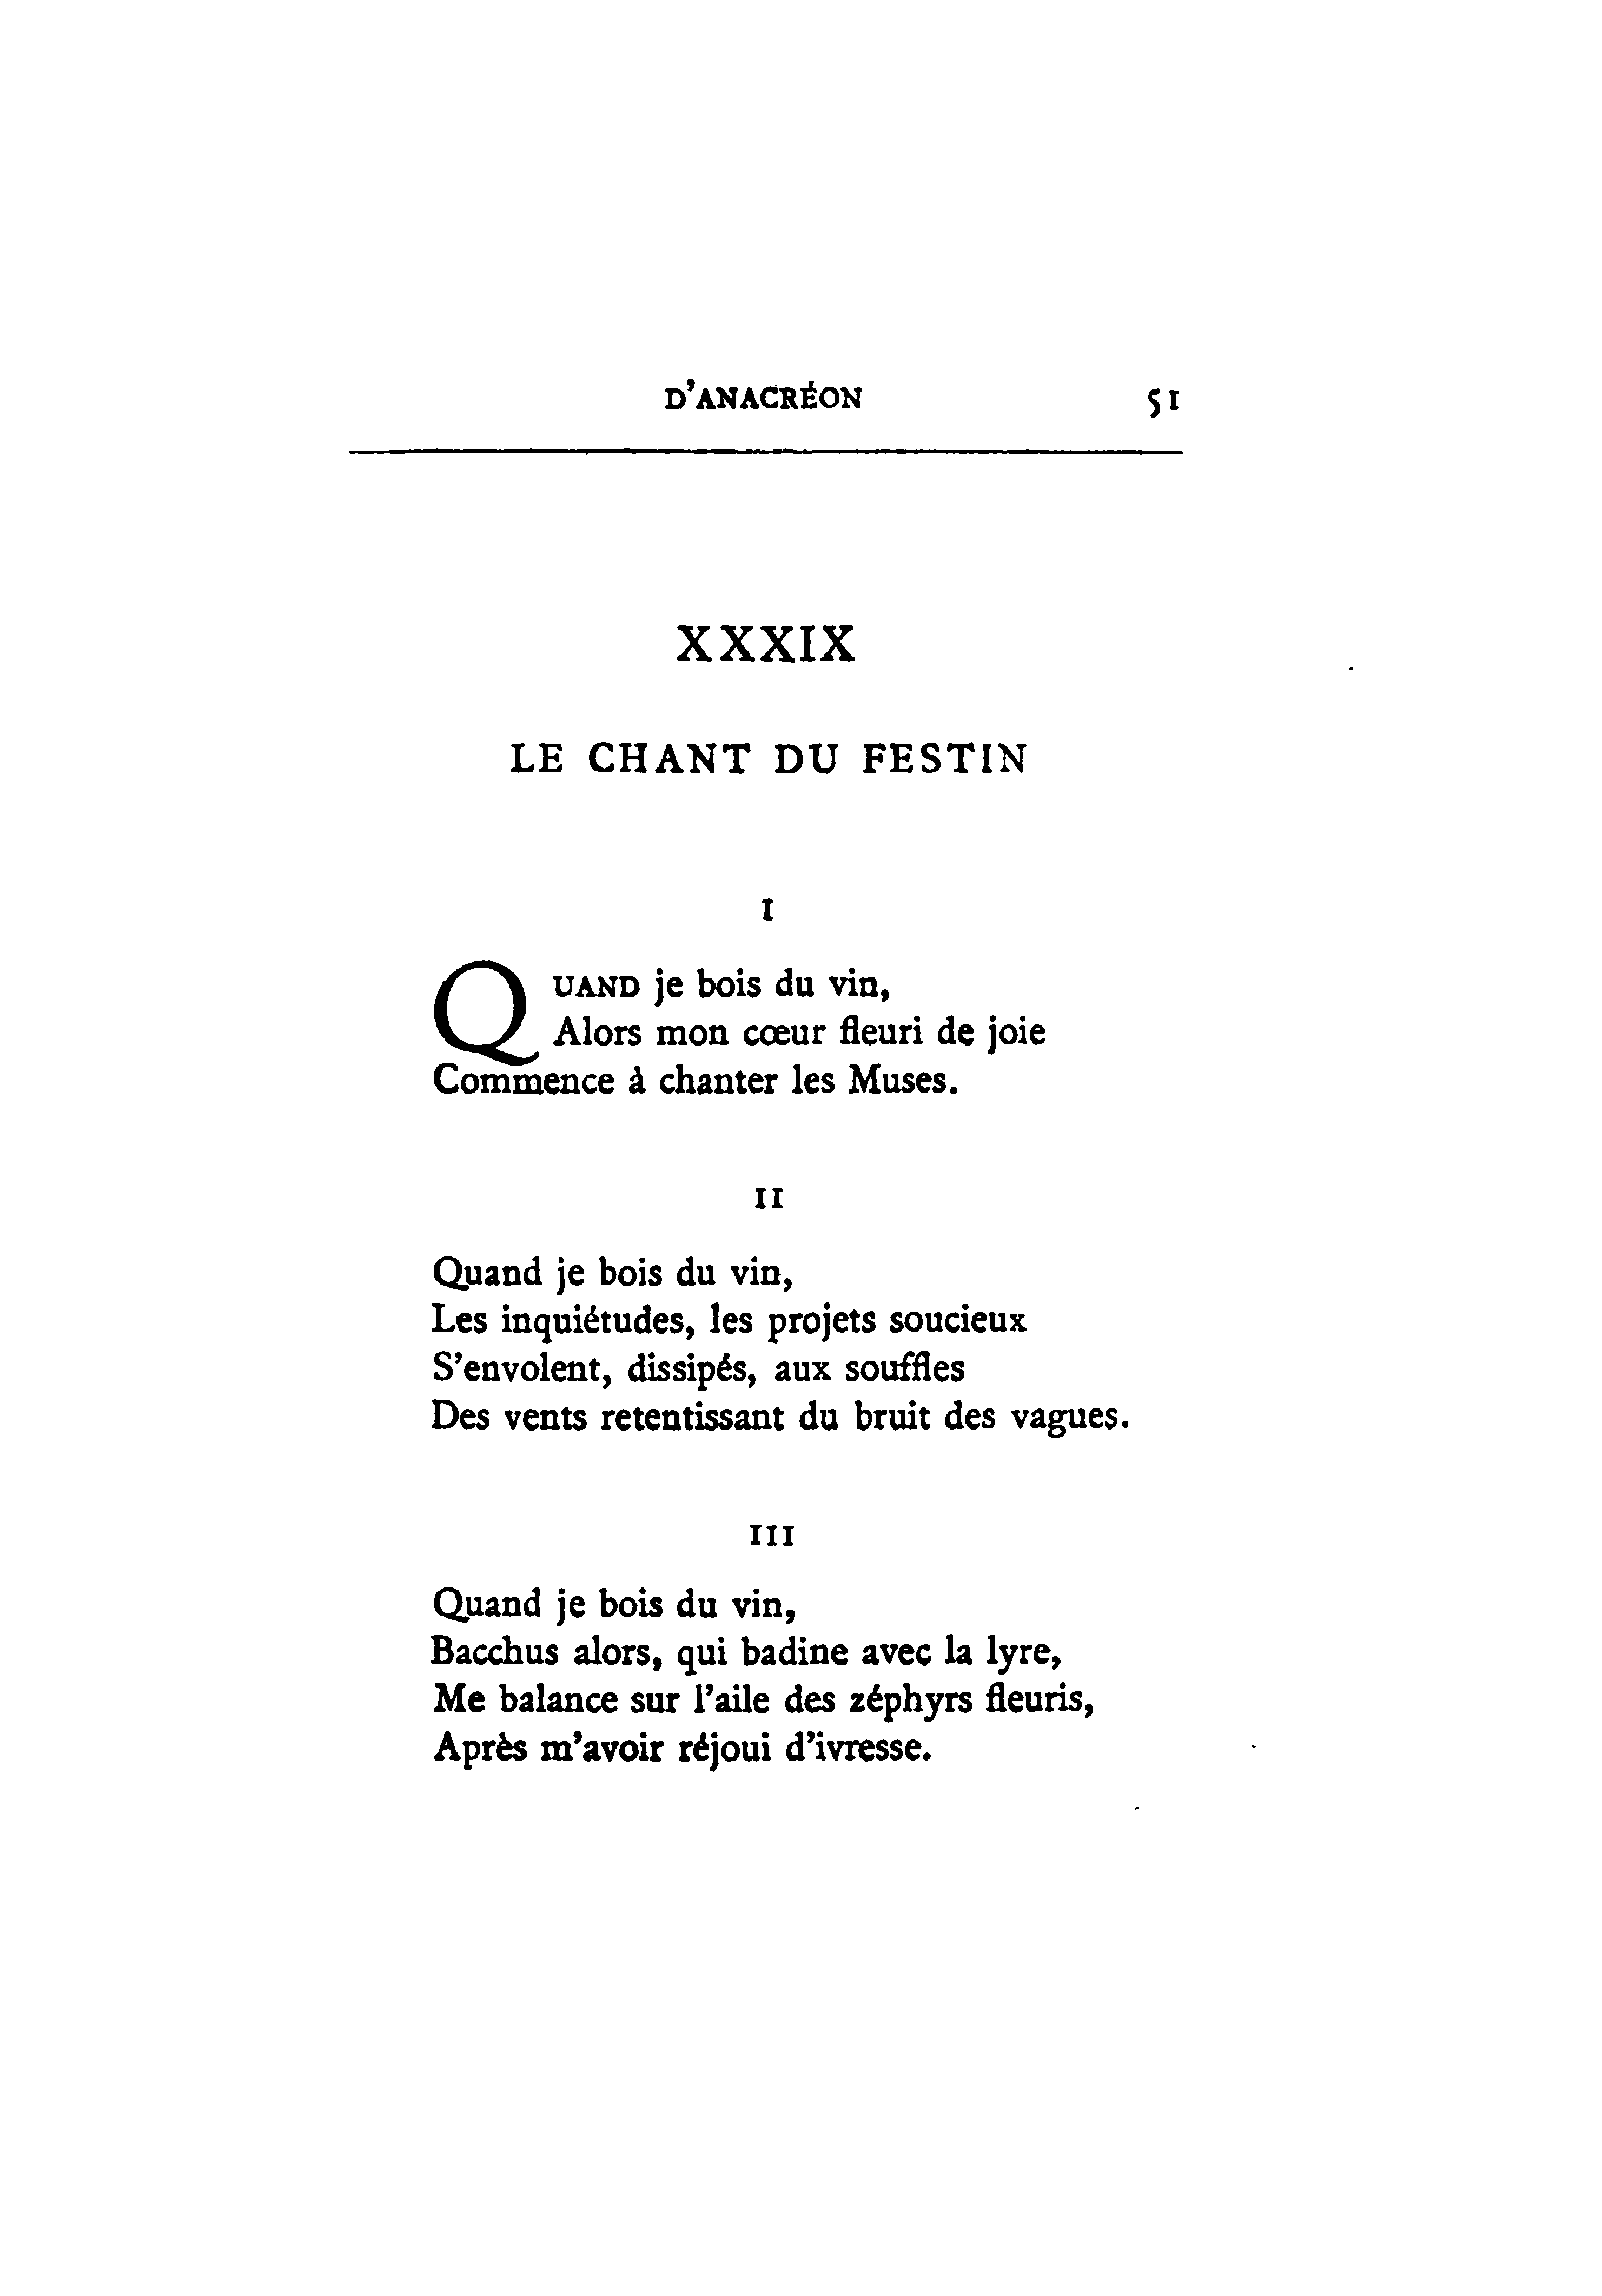 D'ANACRÉON 51
XXXIX
LE CHANT DU FESTIN
I
QUAND je bois du vin,
Alors mon cœur fleuri de joie
Commence à chanter les Muses.
II
Quand je bois du vin,
Les inquiétudes, les projets soucieux
S'envolent, dissipés, aux souffles
Des vents retentissant du bruit des vagues.
III
Quand je bois du vin,
Bacchus alors, qui badine avec la lyre,
Me balance sur l'aile des zéphyrs fleuris,
Après m'avoir réjoui d'ivresse.